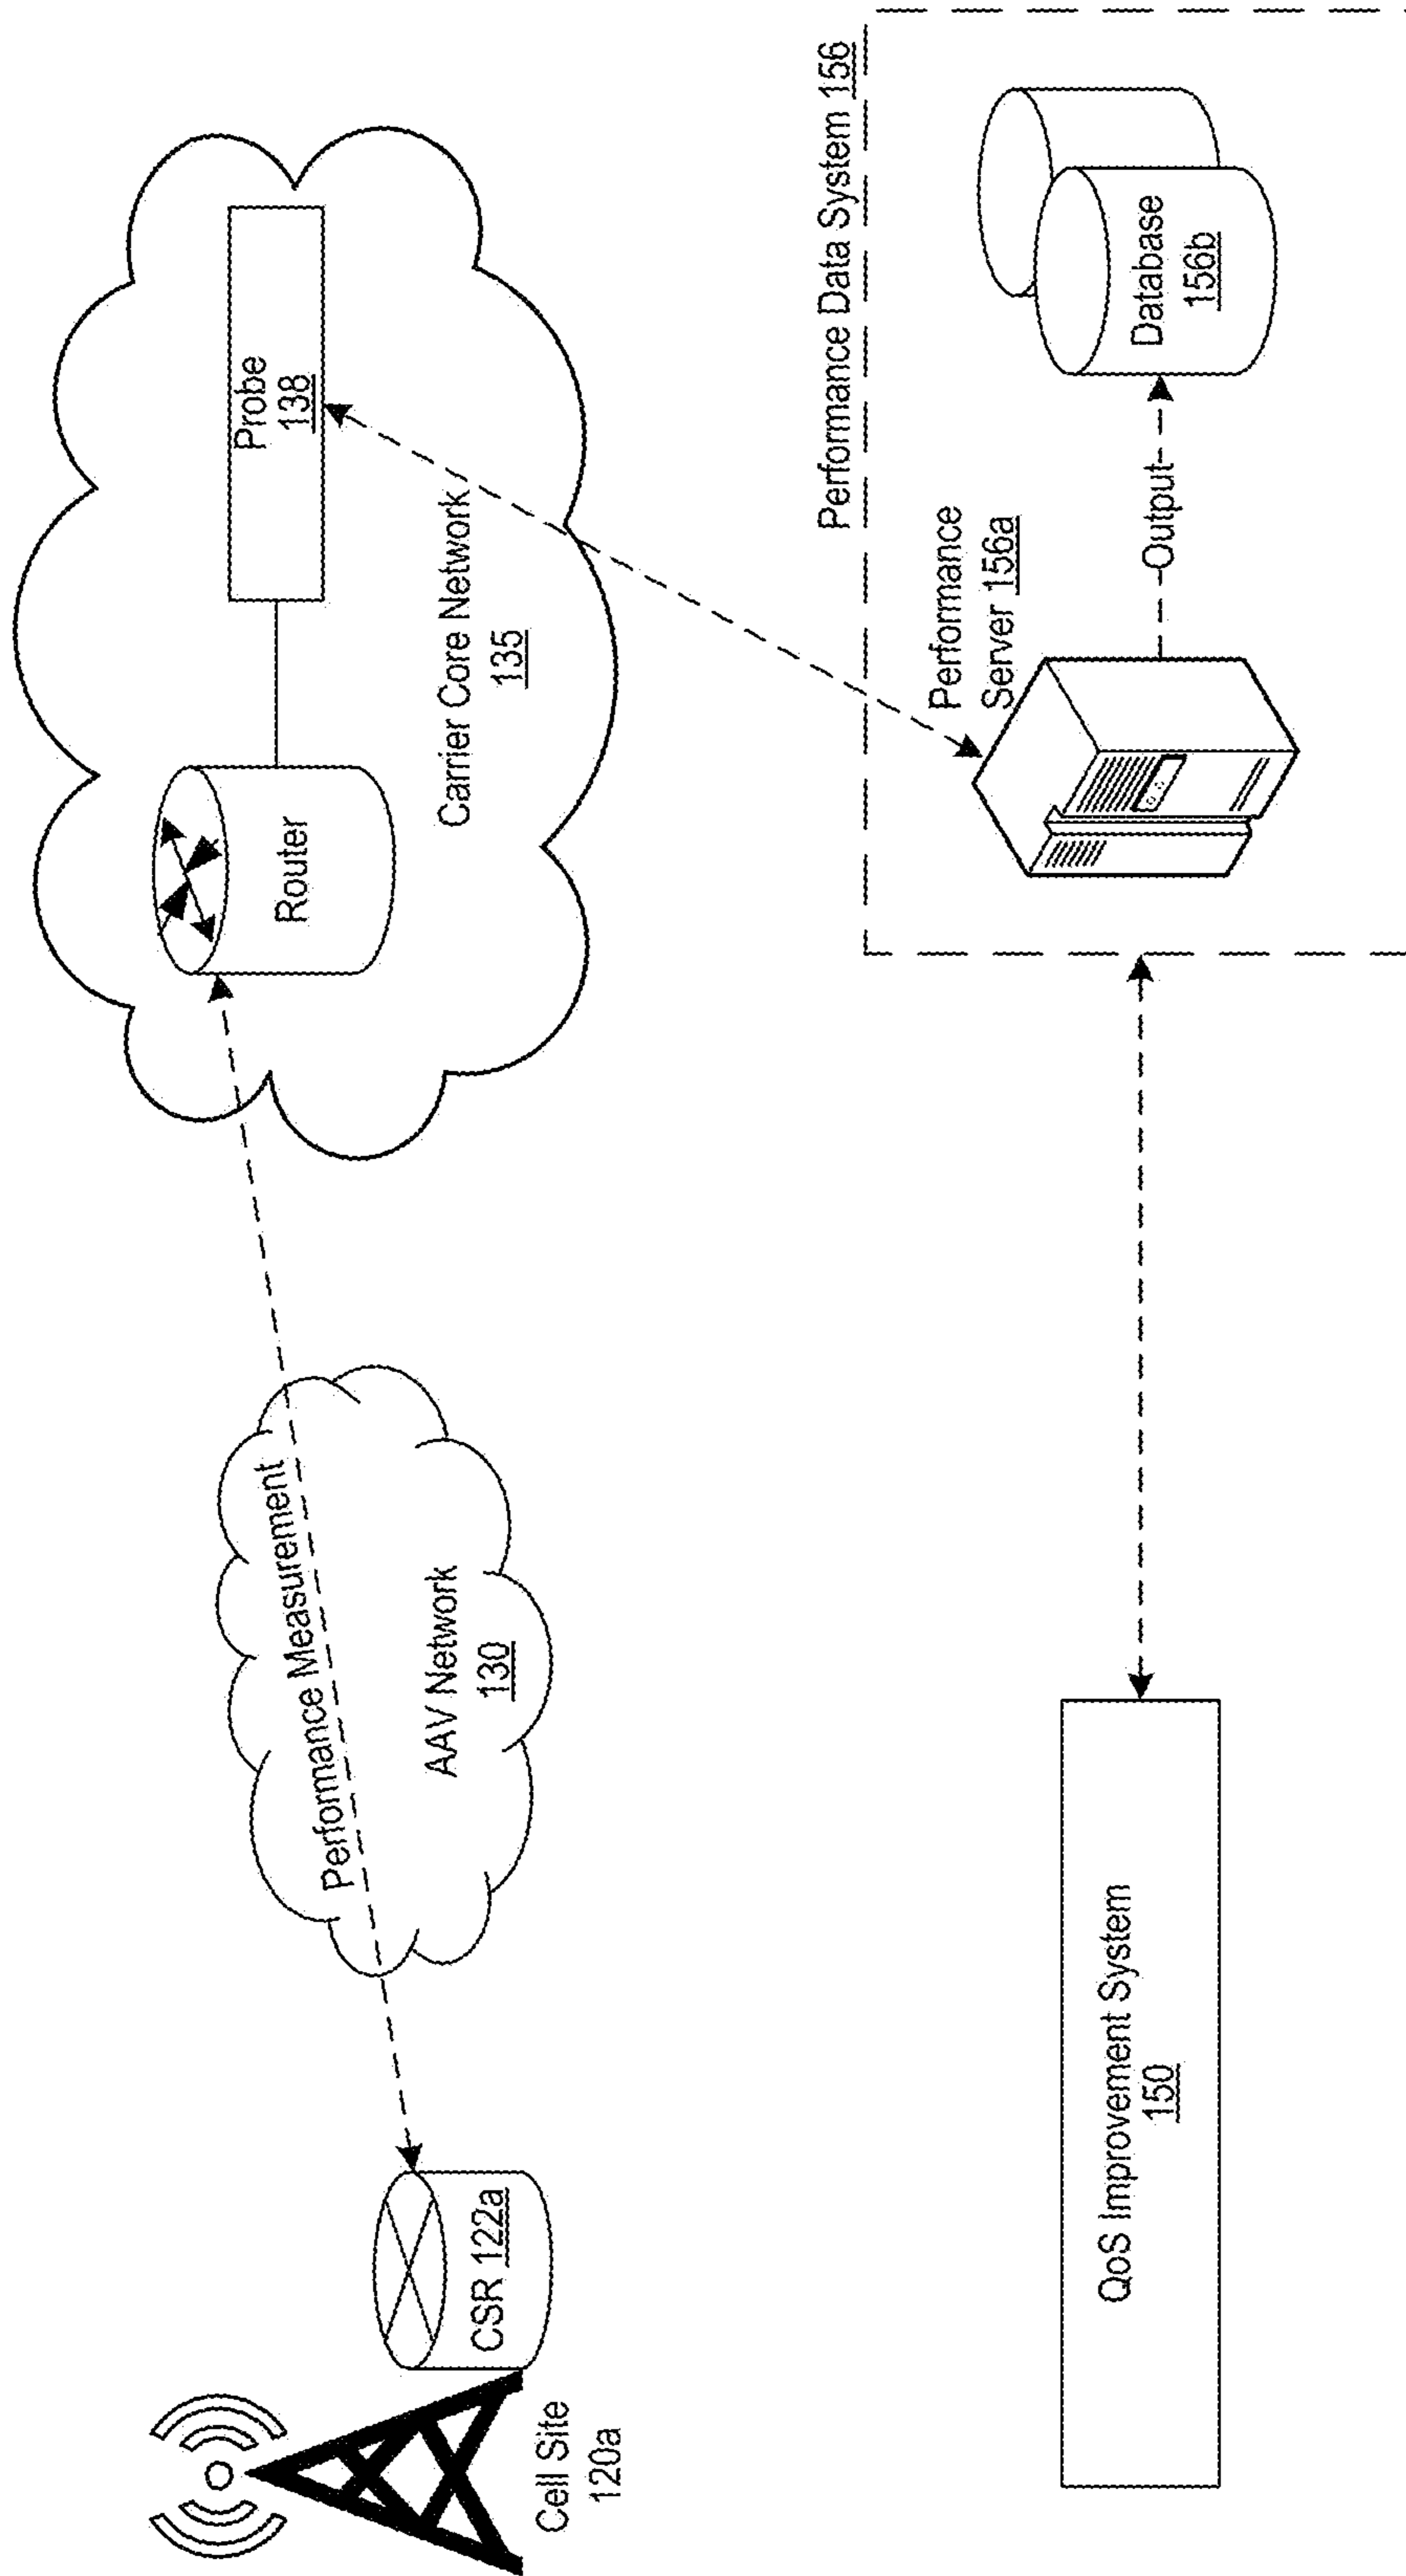 Cell Site
120a
CSR 122a
Performance Measurement
AAV Network
130
Router
Probe
138
Carrier Core Network
135
QoS Improvement System
150
Performance Data System 156
Performance
Server 156a
Output
Database
156b